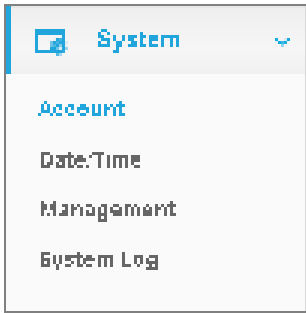 System
Account
Date/Time
Management
System Log